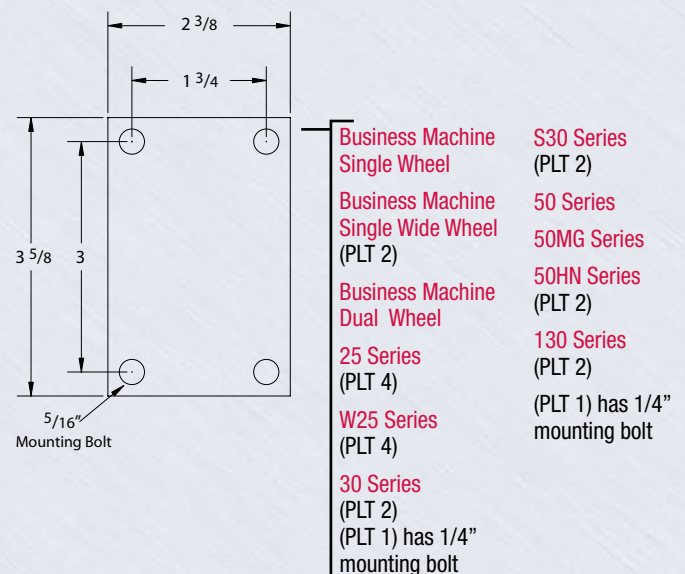 2 3/8
1 3/4
3 5/8
3
5/16"
Mounting Bolt
Business Machine
Single Wheel
Business Machine
Single Wide Wheel
(PLT 2)
Business Machine
Dual Wheel
25 Series
(PLT 4)
W25 Series
(PLT 4)
30 Series
(PLT 2)
(PLT 1) has 1/4”
mounting bolt
S30 Series
(PLT 2)
50 Series
50MG Series
50HN Series
(PLT 2)
130 Series
(PLT 2)
(PLT 1) has 1/4”
mounting bolt